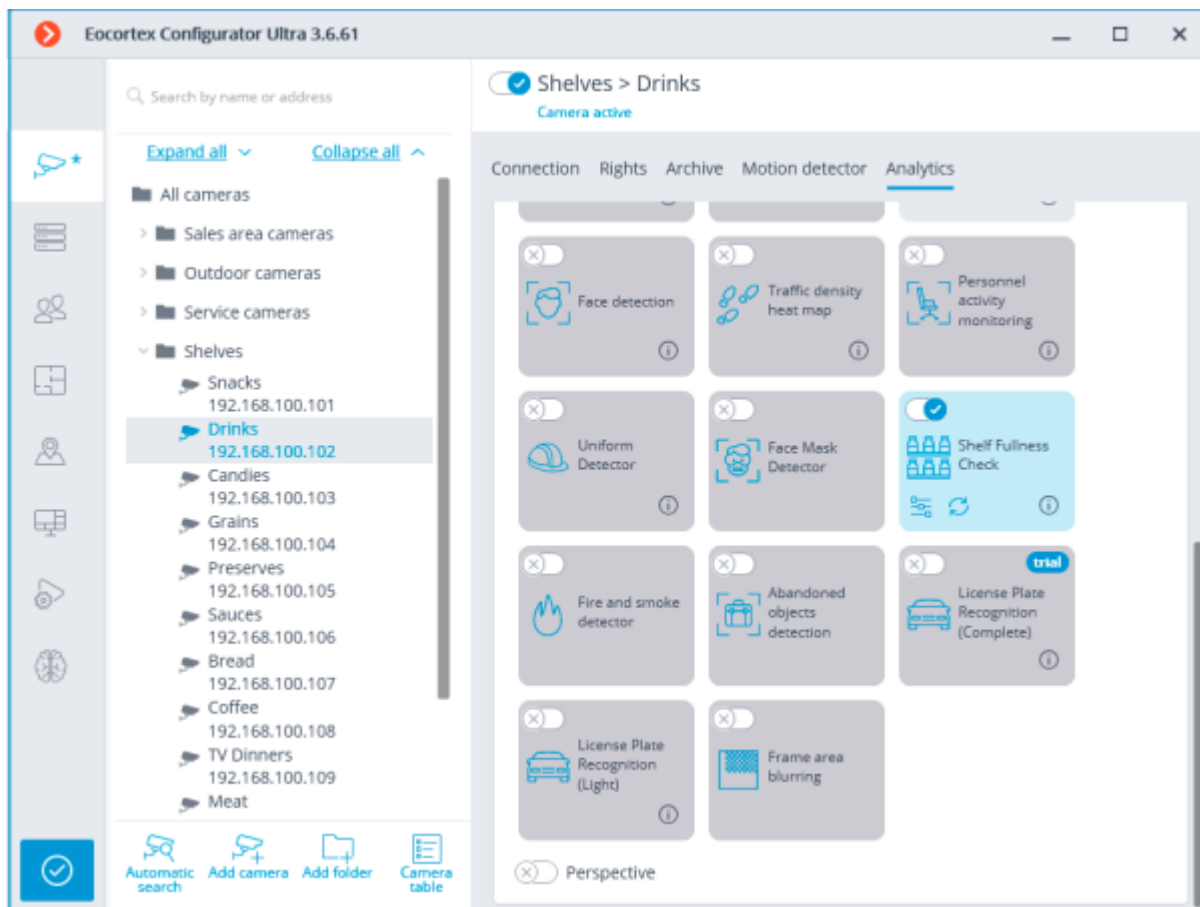 Eocortex Configurator Ultra 3.6.61
Search by name or address
Expand all
Collapse all
All cameras
Sales area cameras
Outdoor cameras
Service cameras
Shelves
Snacks
192.168.100.101
Drinks
192.168.100.102
Candies
192.168.100.103
Grains
192.168.100.104
Preserves
192.168.100.105
Sauces
192.168.100.106
Bread
192.168.100.107
Coffee
192.168.100.108
TV Dinners
192.168.100.109
Meat
Automatic
search
Add camera
Add folder
Camera
table
Shelves > Drinks
Camera active
Connection
Rights
Archive
Motion detector
Analytics
Face detection
Traffic density
heat map
Personnel
activity
monitoring
Uniform
Detector
Face Mask
Detector
Shelf Fullness
Check
Fire and smoke
detector
Abandoned
objects
detection
trial
License Plate
Recognition
(Complete)
License Plate
Recognition
(Light)
Frame area
blurring
Perspective